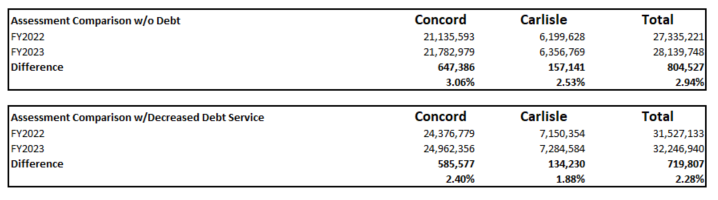 Assessment Comparison w/o Debt Concord Carlisle Total
FY2022 21,135,593 6,199,628 27,335,221
FY2023 21,782,979 6,356,769 28,139,748
Difference 647,386 157,141 804,527
3.06% 2.53% 2.94%
Assessment Comparison w/Decreased Debt Service Concord Carlisle Total
FY2022 24,376,779 7,150,354 31,527,133
FY2023 24,962,356 7,284,584 32,246,940
Difference 585,577 134,230 719,807
2.40% 1.88% 2.28%